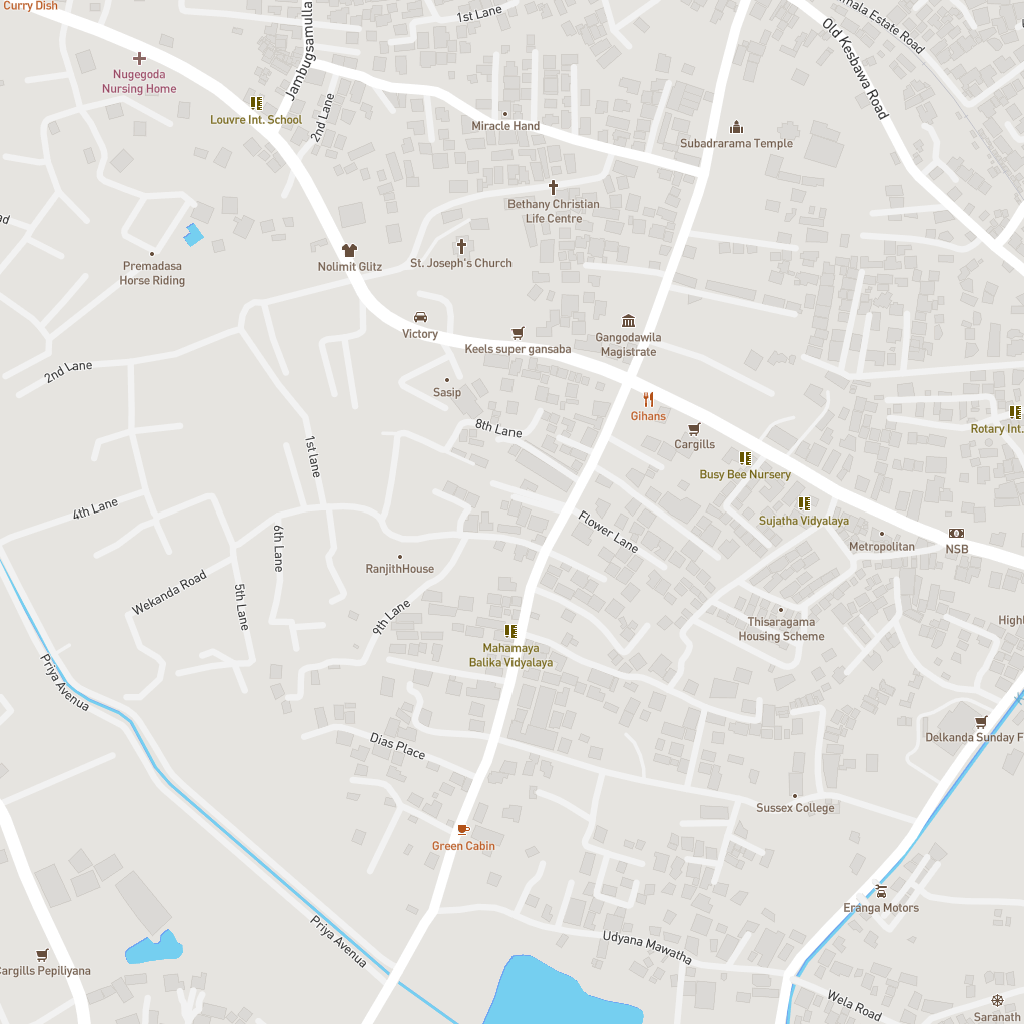 Curry Dish
1st Lane
Old Kesbawa Road
Jambugsamulla
Nugegoda
Nursing Home
Louvre Int. School
2nd Lane
Miracle Hand
Subadrarama Temple
Bethany Christian
Life Centre
St. Joseph's Church
Nolimit Glitz
Premadasa
Horse Riding
Victory
Keels super gansaba
Gangodawila
Magistrate
2nd Lane
Sasip
Gihans
Cargills
Rotary Int.
8th Lane
1st lane
Busy Bee Nursery
Sujatha Vidyalaya
4th Lane
Flower Lane
6th Lane
Metropolitan
NSB
RanjithHouse
Wekanda Road
5th Lane
9th Lane
Thisaragama
Housing Scheme
Mahamaya
Balika Vidyalaya
Priya Avenua
Delkanda Sunday F
Dias Place
Sussex College
Green Cabin
Eranga Motors
Priya Avenua
Udyana Mawatha
Cargills Pepiliyana
Wela Road
Saranath